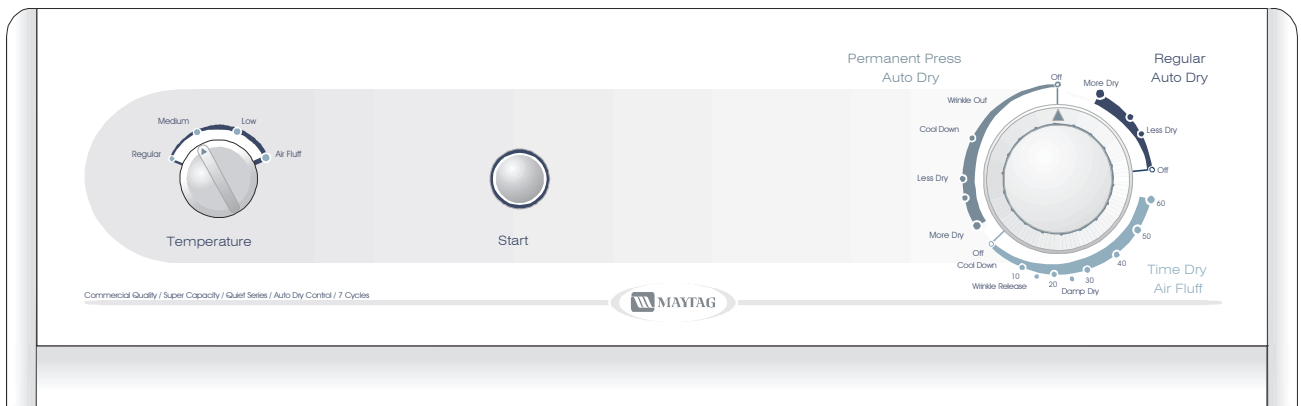 Permanent Press
Auto Dry
Regular
Auto Dry
Off
More Dry
Wrinkle Out
Medium
Low
Cool Down
Less Dry
Regular
Air Fluff
Off
Less Dry
60
More Dry
50
Temperature
Start
Off
Cool Down
40
Time Dry
Air Fluff
10
30
Wrinkle Release
20
Damp Dry
Commercial Quality / Super Capacity / Quiet Series / Auto Dry Control / 7 Cycles
MAYTAG